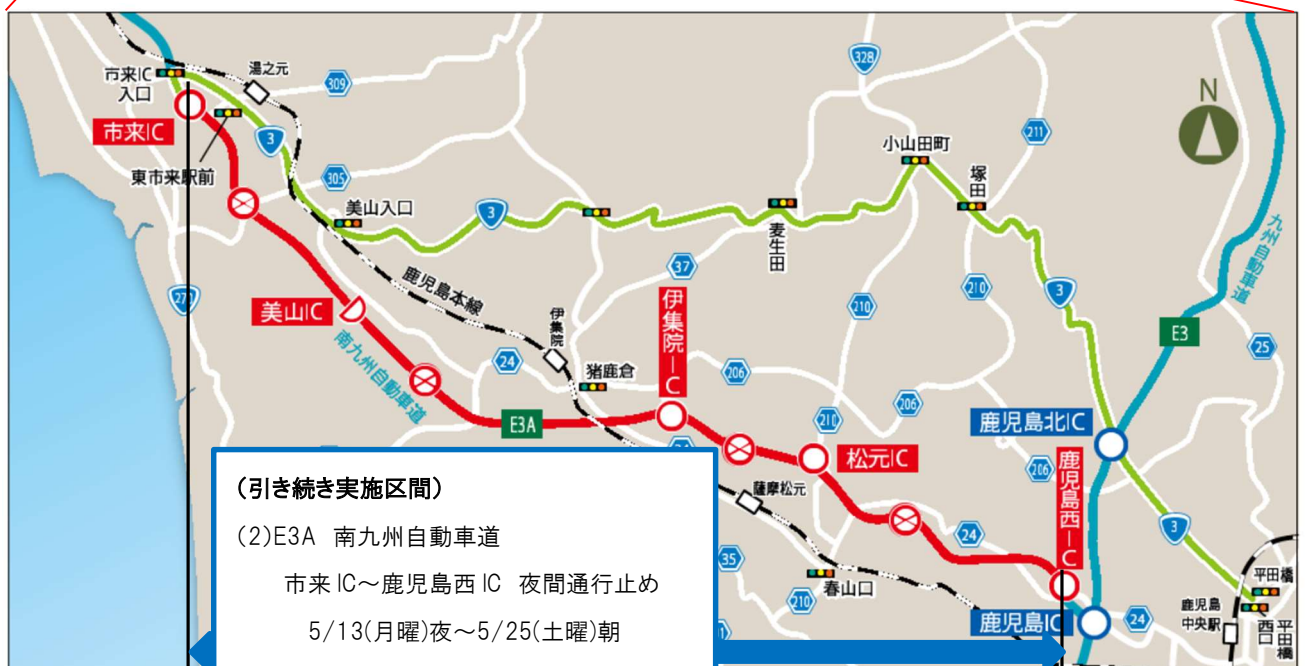 市来IC
入口
湯之元
309
328
N
市来IC
3
211
小山田町
東市来駅前
塚田
305
美山入口
3
麦生田
九州自動車道
37
270
鹿児島本線
伊集院IC
210
210
3
E3
美山IC
南九州自動車道
伊集院
24
猪鹿倉
206
25
206
E3A
210
鹿児島北IC
松元IC
206
鹿児島西IC
薩摩松元
3
24
35
春山口
210
平田橋
鹿児島
中央駅
西口
平田橋
鹿児島IC
24
(引き続き実施区間)
(2)E3A 南九州自動車道
市来IC~鹿児島西IC 夜間通行止め
5/13(月曜)夜~5/25(土曜)朝